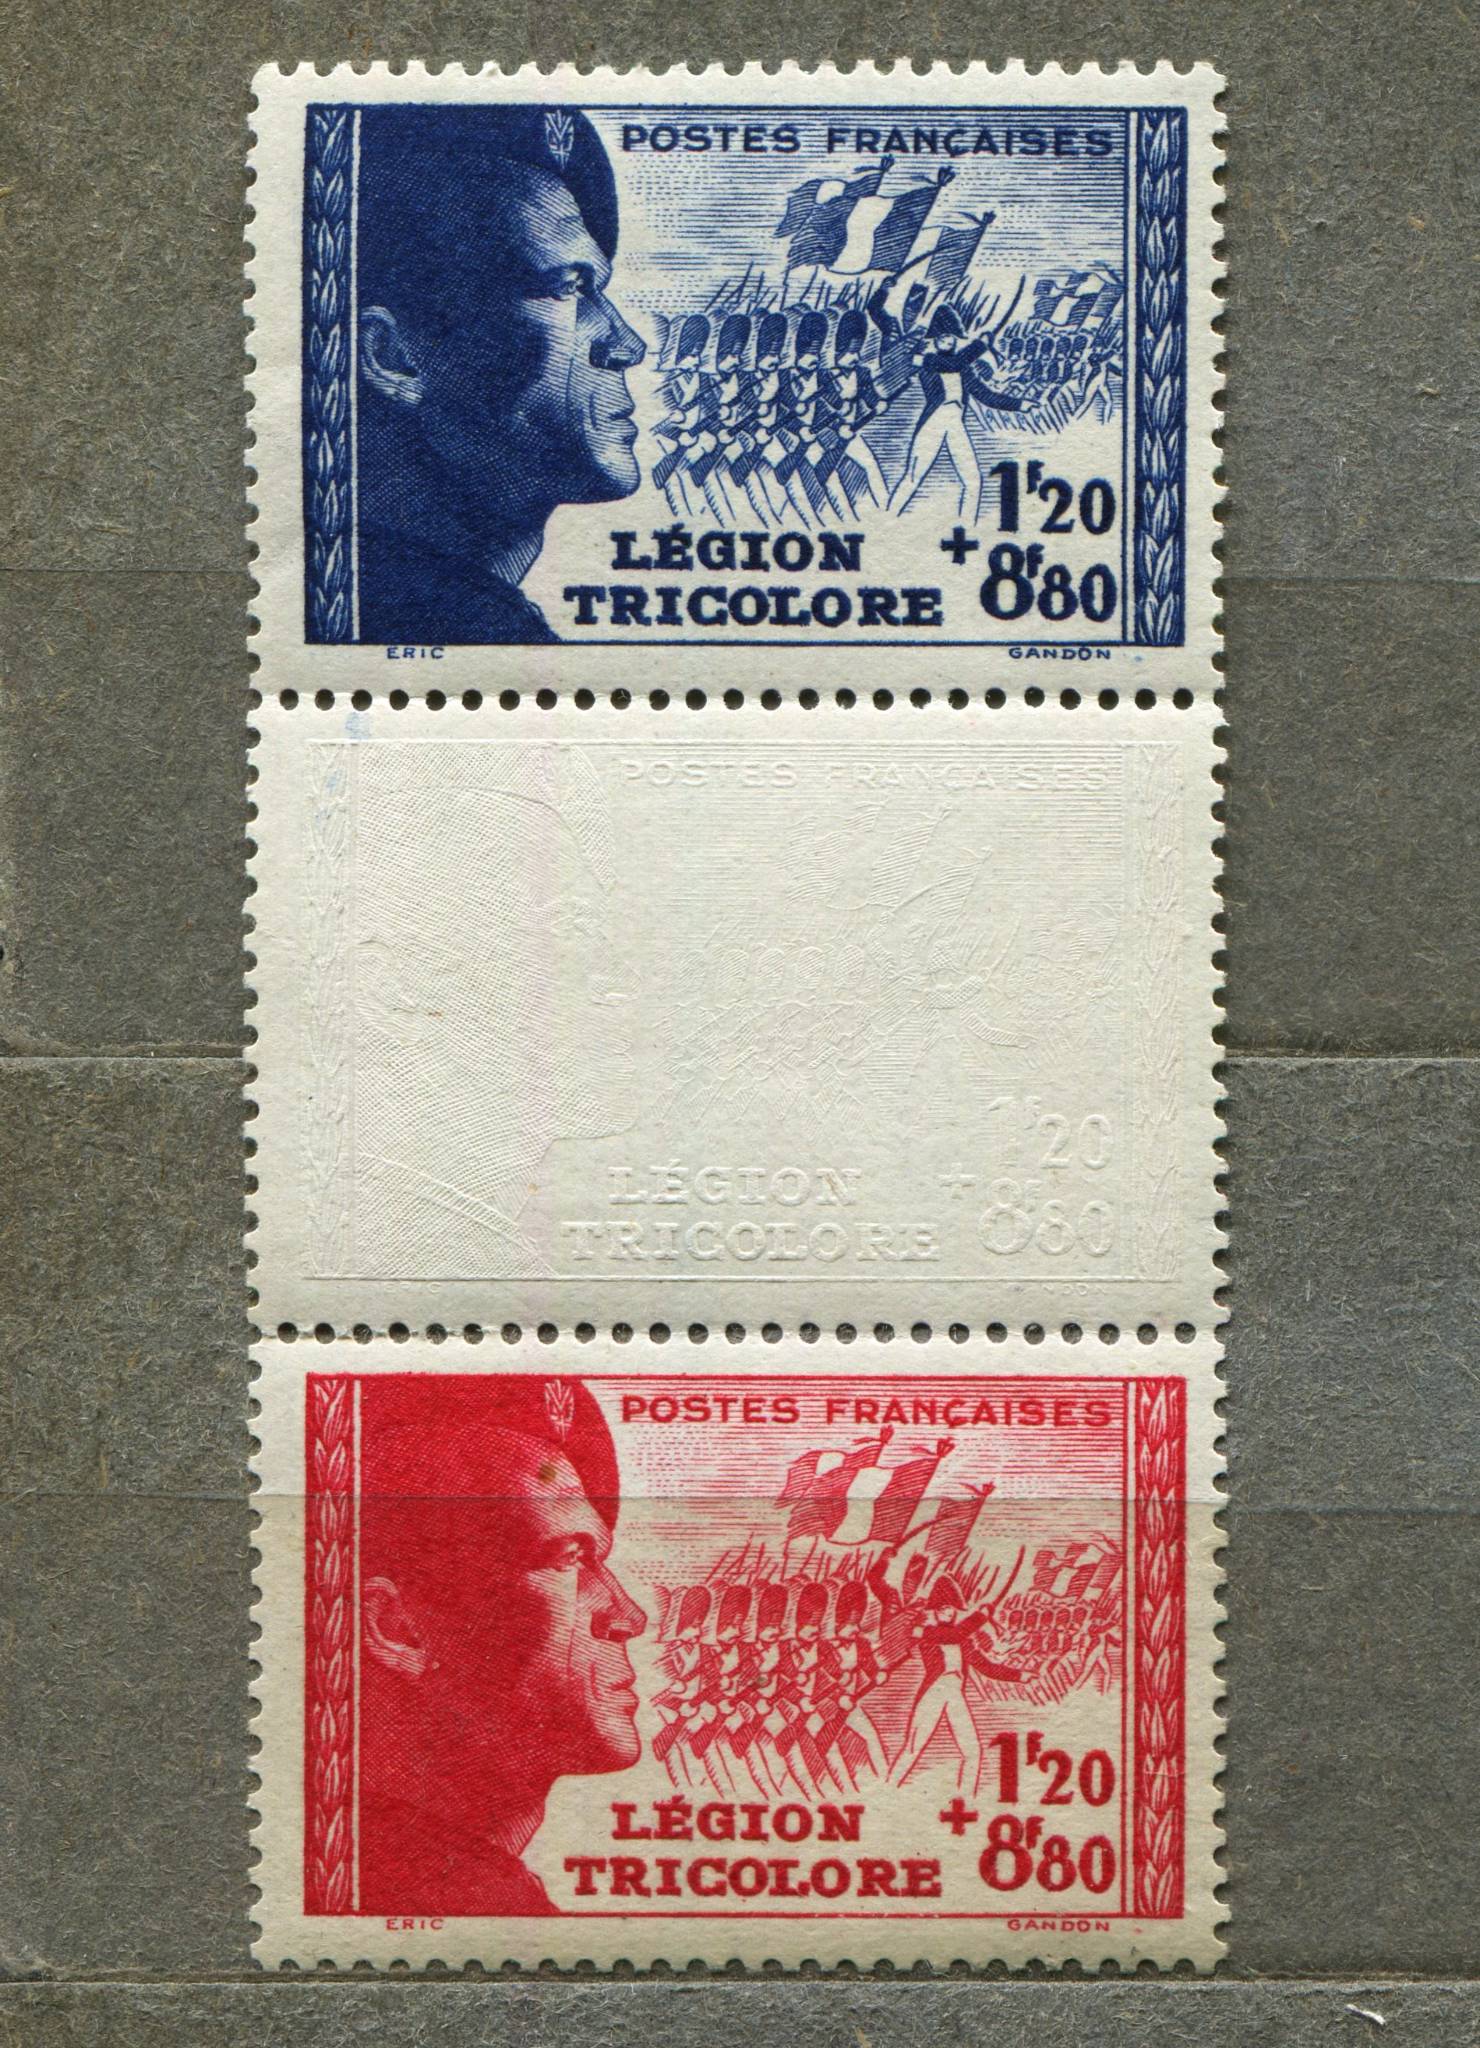 POSTES FRANÇAISES
1F20
+ 8F80
LÉGION
TRICOLORE
ERIC
GANDON
POSTES FRANÇAISES
1F20
+ 8F80
LÉGION
TRICOLORE
ERIC
POSTES FRANÇAISES
1F20
+ 8F80
LÉGION
TRICOLORE
ERIC
GANDON